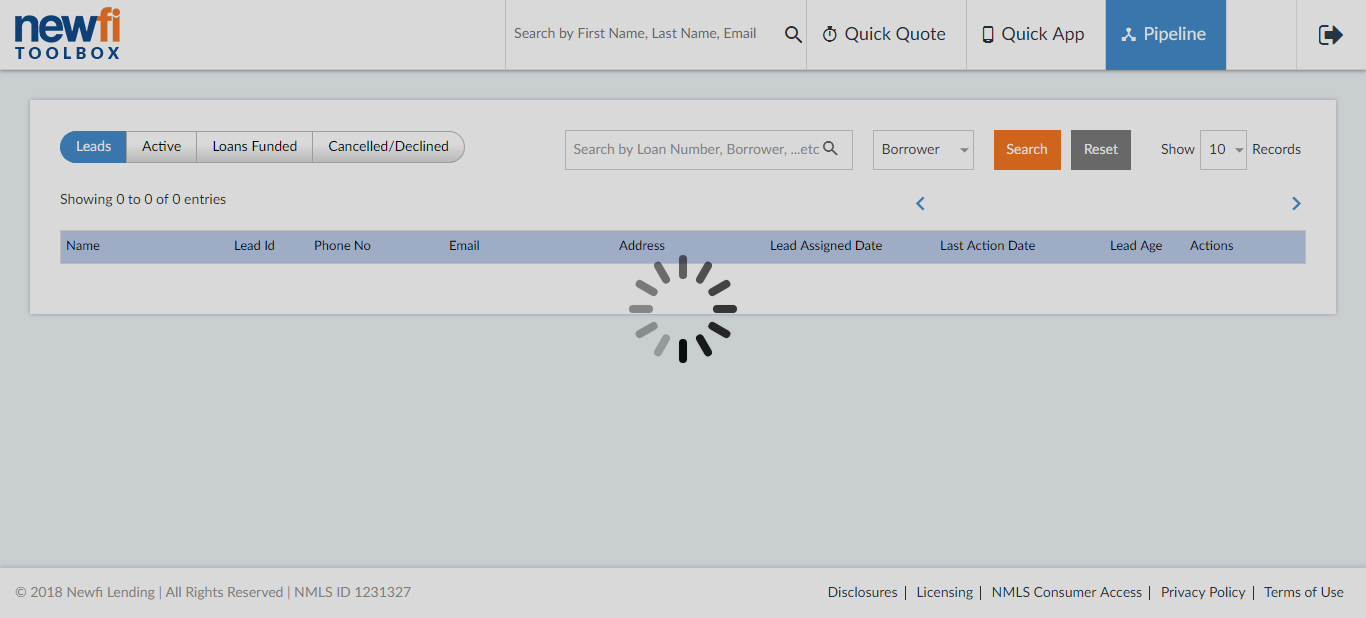 newfi
TOOLBOX
Search by First Name, Last Name, Email
Quick Quote
Quick App
Pipeline
Leads
Active
Loans Funded
Cancelled/Declined
Search by Loan Number, Borrower, ...etc
Borrower
Search
Reset
Show 10 Records
Showing 0 to 0 of 0 entries
Name Lead Id Phone No Email Address Lead Assigned Date Last Action Date Lead Age Actions
© 2018 Newfi Lending | All Rights Reserved | NMLS ID 1231327
Disclosures | Licensing | NMLS Consumer Access | Privacy Policy | Terms of Use